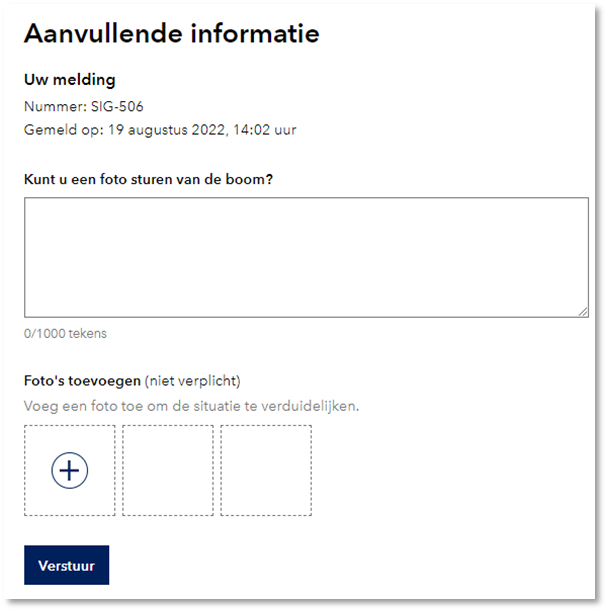 Aanvullende informatie
Uw melding
Nummer: SIG-506
Gemeld op: 19 augustus 2022, 14:02 uur
Kunt u een foto sturen van de boom?
0/1000 tekens
Foto's toevoegen (niet verplicht)
Voeg een foto toe om de situatie te verduidelijken.
Verstuur